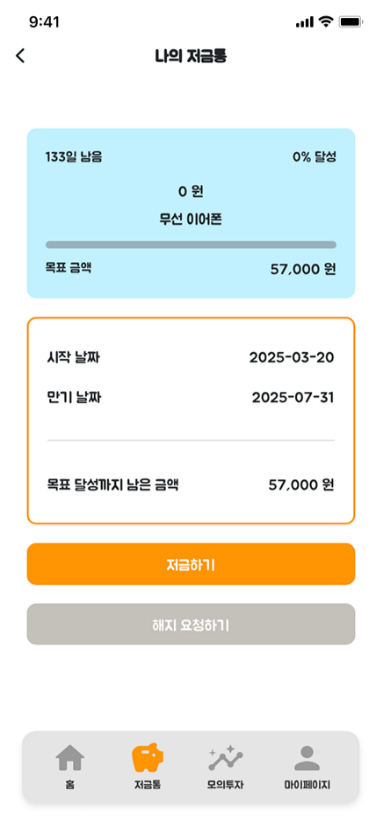 9:41
나의 저금통
133일 남음 0% 달성
0 원
무선 이어폰
목표 금액 57,000 원
시작 날짜 2025-03-20
만기 날짜 2025-07-31
목표 달성까지 남은 금액 57,000 원
저금하기
해지 요청하기
홈 저금통 모의투자 마이페이지